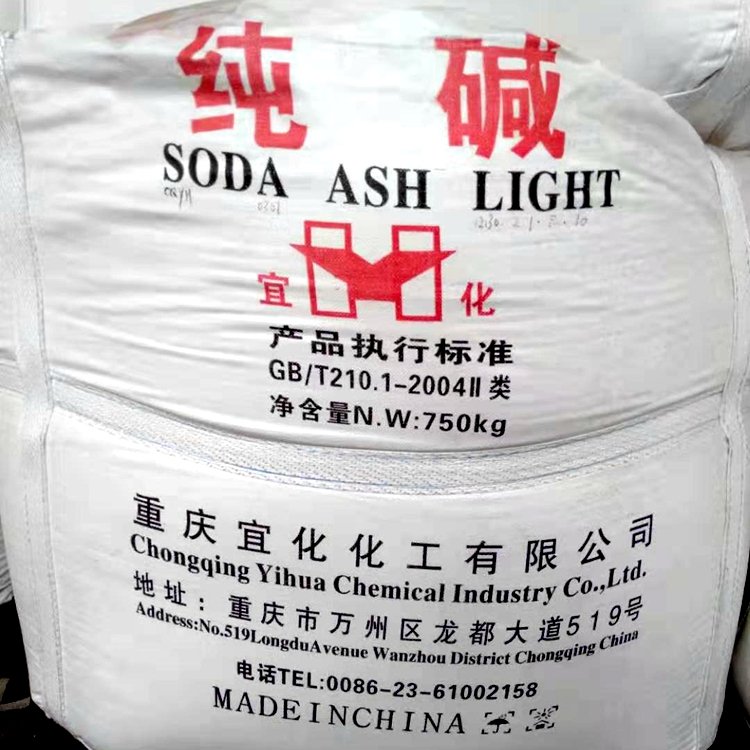 纯 碱
SODA ASH LIGHT
宜 化
产品执行标准
GB/T210.1-2004Ⅱ类
净含量N.W:750kg
重庆宜化化工有限公司
Chongqing Yihua Chemical Industry Co.,Ltd.
地址：重庆市万州区龙都大道519号
Address:No.519LongduAvenue Wanzhou District Chongqing China
电话TEL:0086-23-61002158
MADEINCHINA